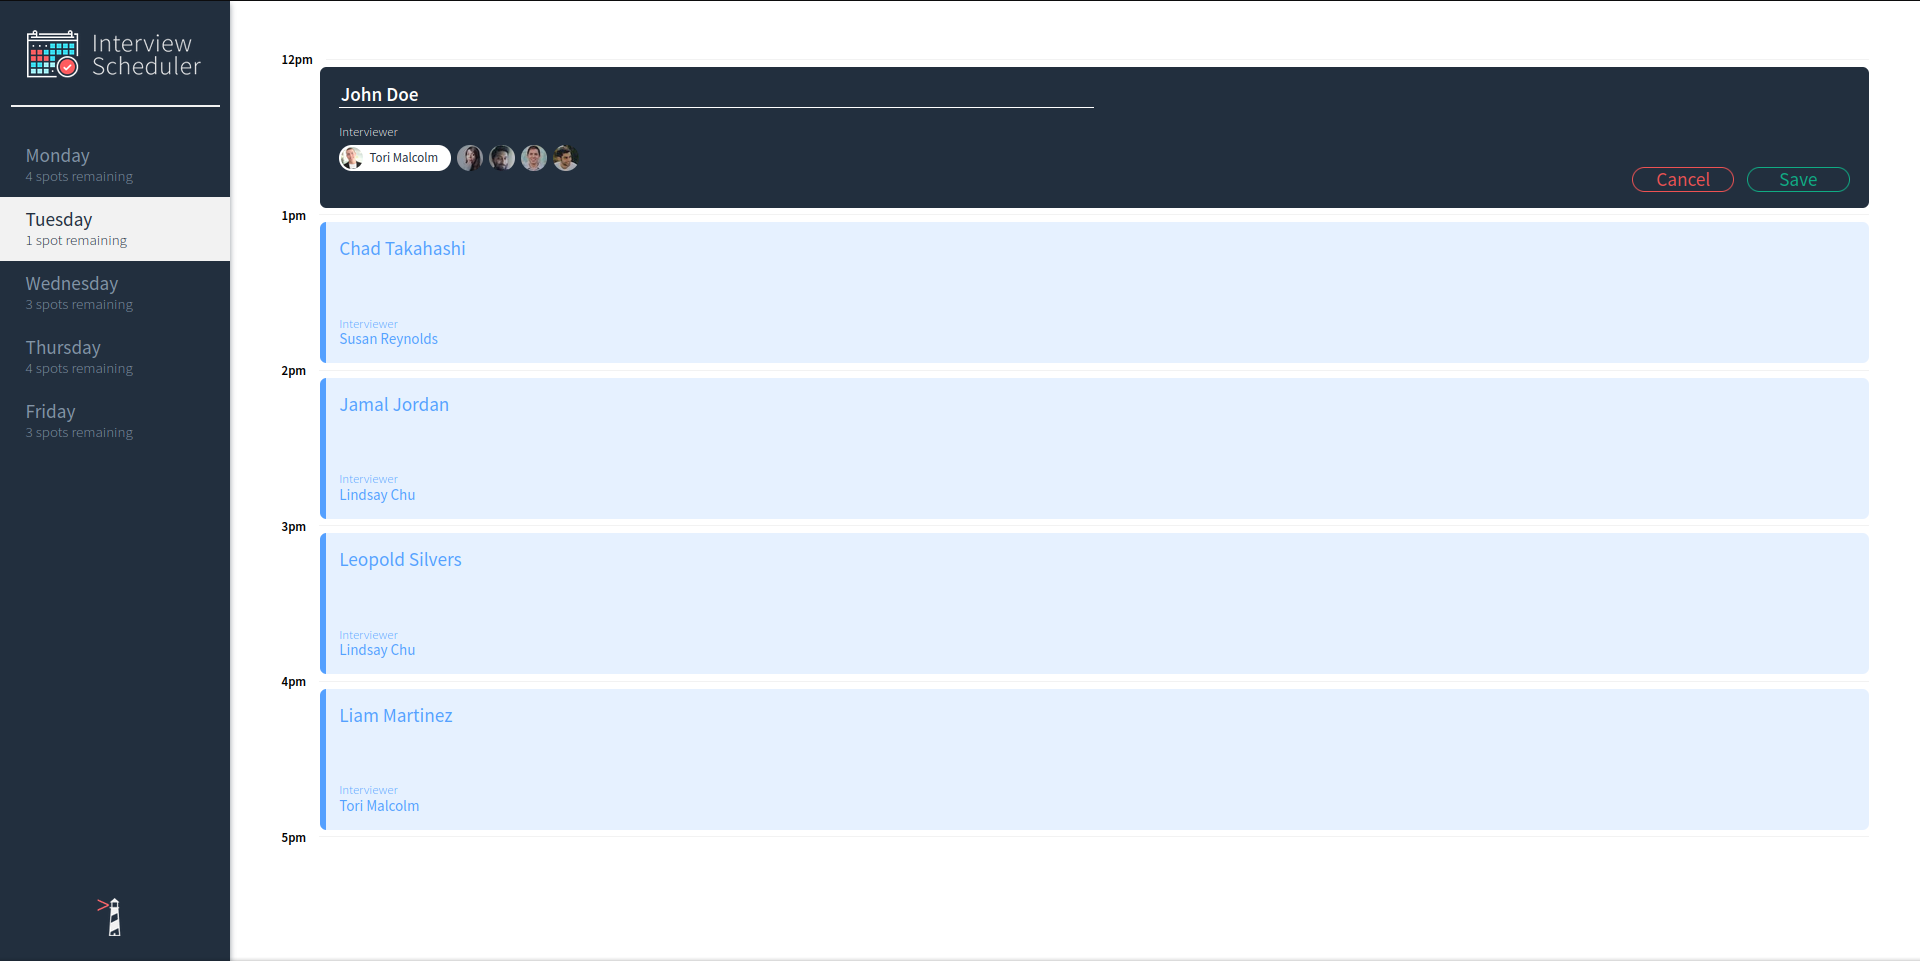 Interview
Scheduler
Monday
4 spots remaining
Tuesday
1 spot remaining
Wednesday
3 spots remaining
Thursday
4 spots remaining
Friday
3 spots remaining
>
12pm
John Doe
Interviewer
Tori Malcolm
Cancel Save
1pm
Chad Takahashi
Interviewer
Susan Reynolds
2pm
Jamal Jordan
Interviewer
Lindsay Chu
3pm
Leopold Silvers
Interviewer
Lindsay Chu
4pm
Liam Martinez
Interviewer
Tori Malcolm
5pm